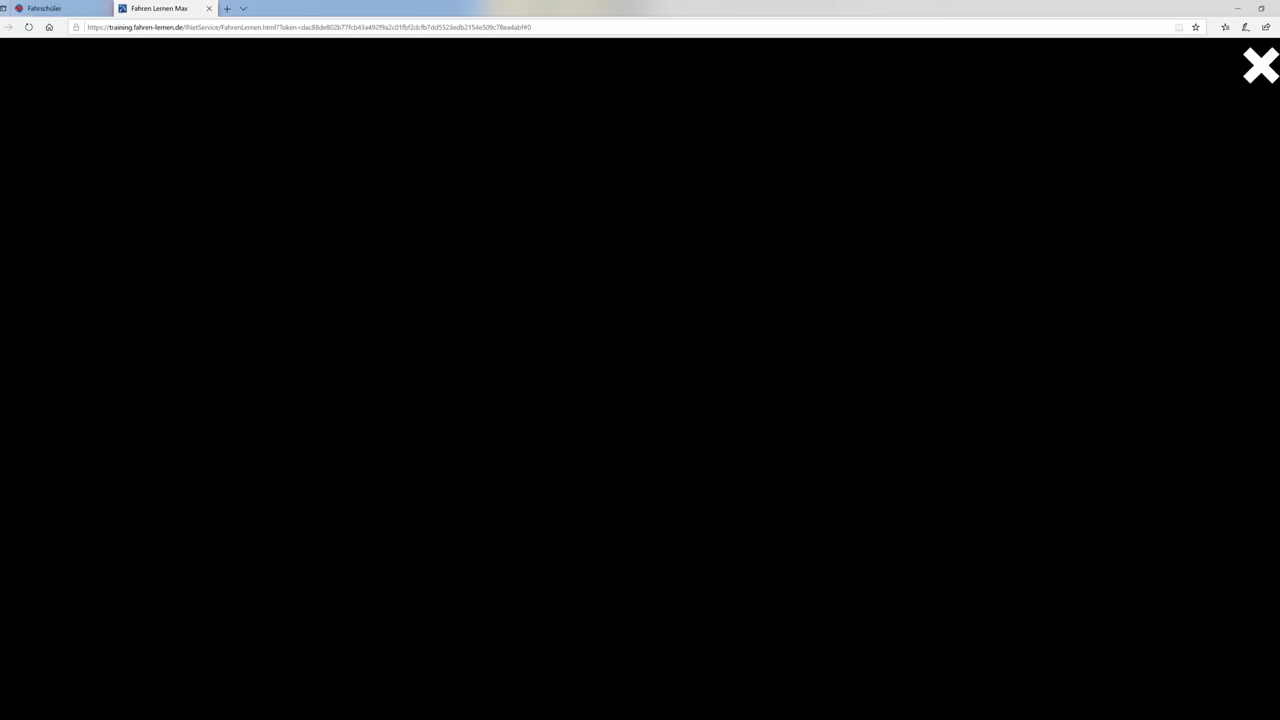 Fahrschüler
Fahren Lernen Max
https://training.fahren-lernen.de/INetService/FahrenLernen.html?Token=dac88de802b77fcb43a492f9a2c01fbf2dcfb7dd5523edb2154e509c78ea4abf#0